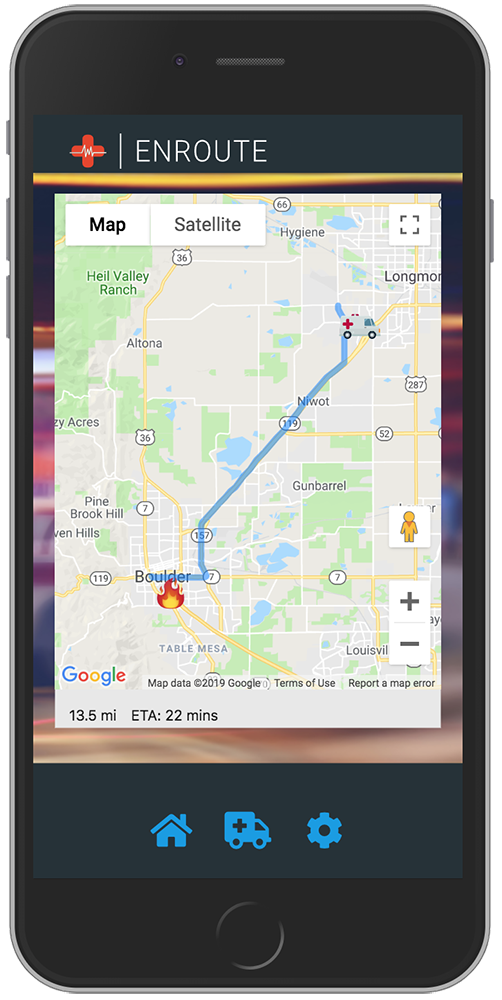 ENROUTE
Map Satellite
66
Hygiene
36
Longmor
Heil Valley
Ranch
Altona
287
Niwot
zy Acres
119
52
36
Gunbarrel
Pine
Brook Hill
7
ven Hills
157
119
Boulder
7
7
TABLE MESA
Louisvil
Google
Map data ©2019 Google
Terms of Use
Report a map error
13.5 mi ETA: 22 mins